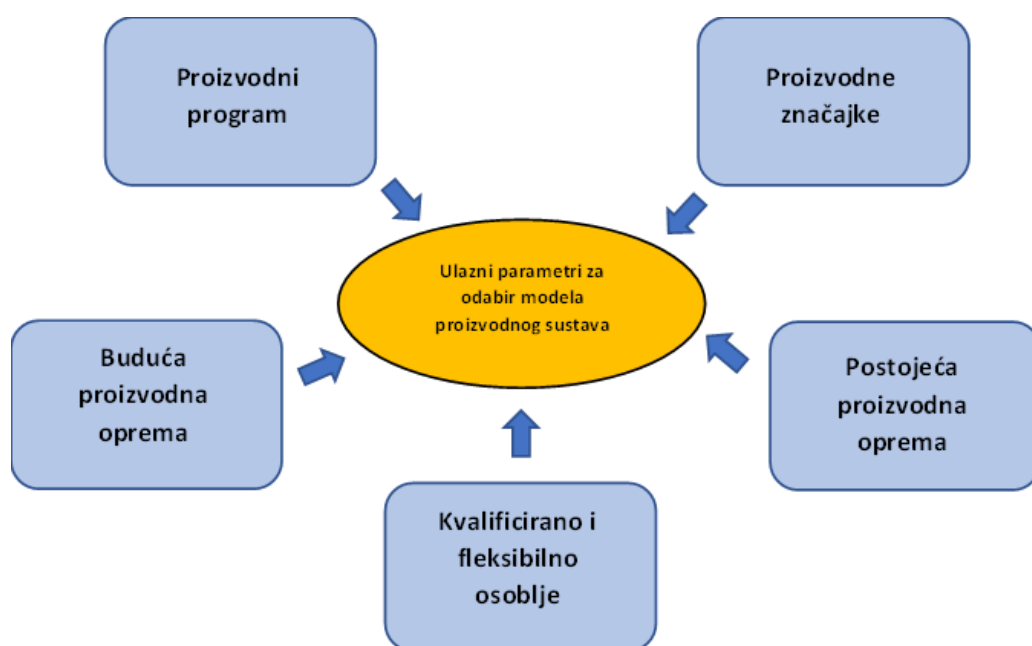 Proizvodni
program
Proizvodne
značajke
Ulazni parametri za
odabir modela
proizvodnog sustava
Buduća
proizvodna
oprema
Postojeća
proizvodna
oprema
Kvalificirano i
fleksibilno
osoblje